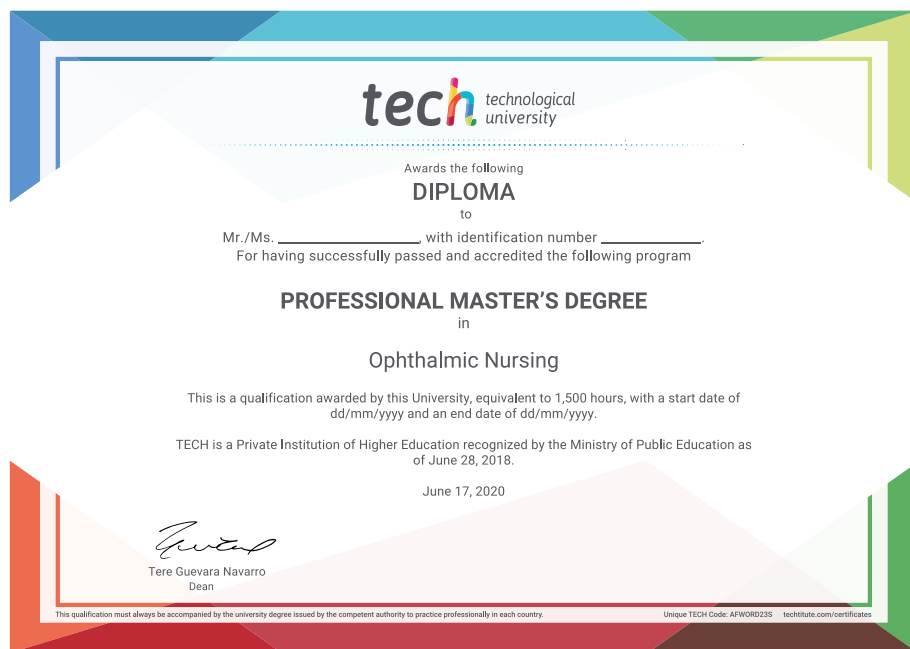 tech technological
university
Awards the following
DIPLOMA
to
Mr./Ms. ____________________, with identification number ______________.
For having successfully passed and accredited the following program
PROFESSIONAL MASTER'S DEGREE
in
Ophthalmic Nursing
This is a qualification awarded by this University, equivalent to 1,500 hours, with a start date of
dd/mm/yyyy and an end date of dd/mm/yyyy.
TECH is a Private Institution of Higher Education recognized by the Ministry of Public Education as
of June 28, 2018.
June 17, 2020
Tere Guevara Navarro
Dean
This qualification must always be accompanied by the university degree issued by the competent authority to practice professionally in each country. Unique TECH Code: AFWORD23S techtitute.com/certificates